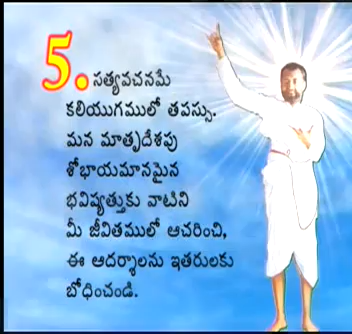 5. సత్యవచనమే
కలియుగములో తపస్సు.
మన మాతృదేశపు
శోభాయమానమైన
భవిష్యత్తుకు వాటిని
మీ జీవితములో ఆచరించి,
ఈ ఆదర్శాలను ఇతరులకు
బోధించండి.